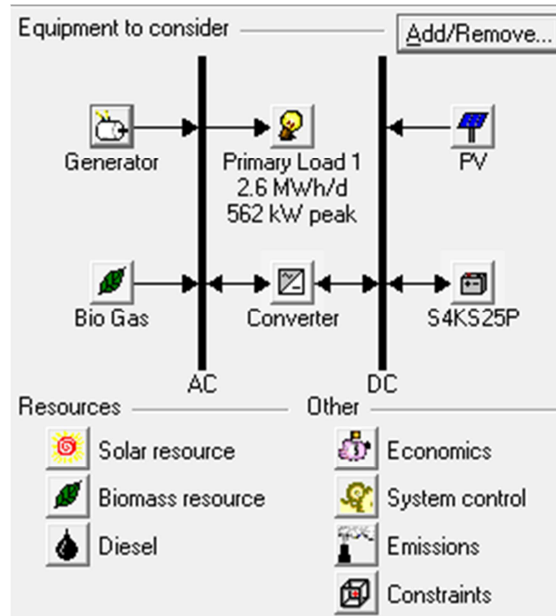 Equipment to consider
Add/Remove...
Generator
Primary Load 1
2.6 MWh/d
562 kW peak
PV
Bio Gas
Converter
S4KS25P
AC
DC
Resources
Other
Solar resource
Economics
Biomass resource
System control
Diesel
Emissions
Constraints